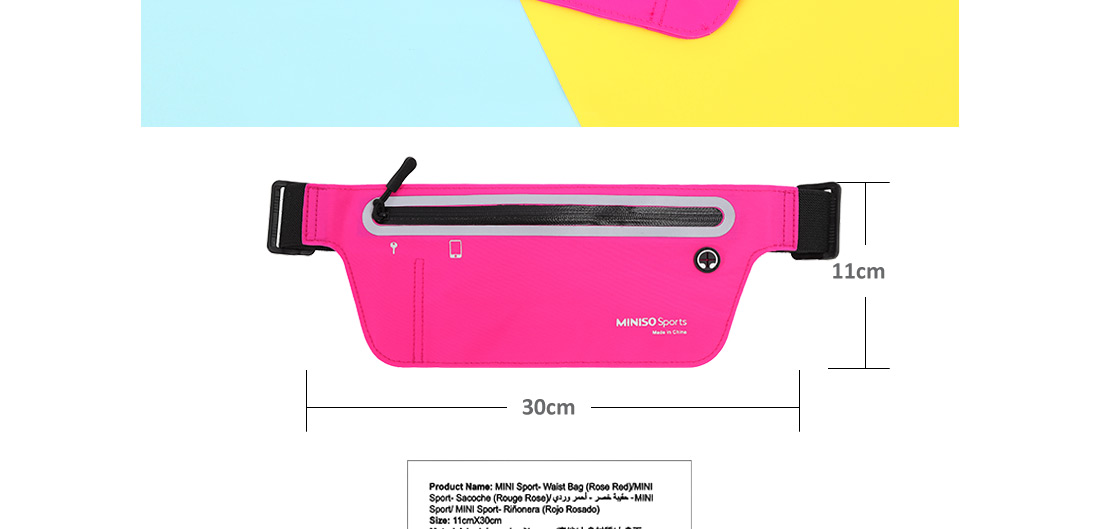 MINISO Sports
Made in China
11cm
30cm
Product Name: MINI Sport- Waist Bag (Rose Red)/MINI
Sport- Sacoche (Rouge Rose)/ حقيبة خصر - أحمر وردي -MINI
Sport/ MINI Sport- Riñonera (Rojo Rosado)
Size: 11cmX30cm